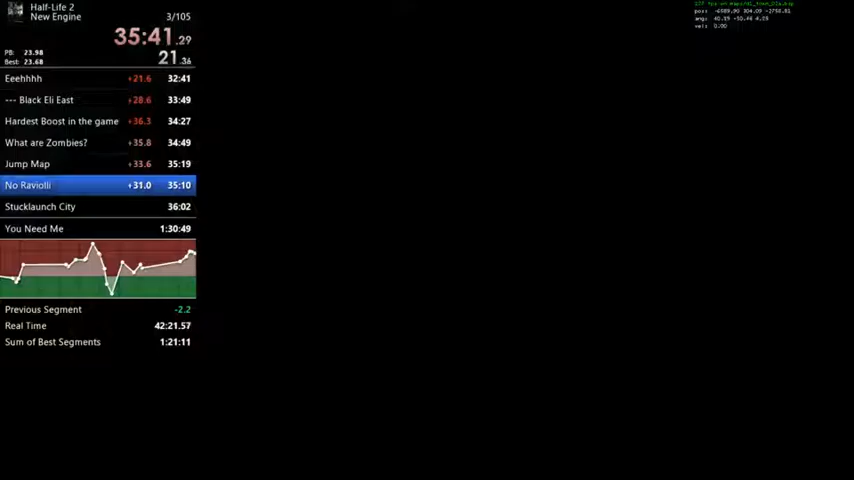 Half-Life 2
New Engine
3/105
35:41.29
PB: 23.98
Best: 23.68
21.36
Eeehhhh +21.6 32:41
--- Black Eli East +28.6 33:49
Hardest Boost in the game +36.3 34:27
What are Zombies? +35.8 34:49
Jump Map +33.6 35:19
No Raviolli +31.0 35:10
Stucklaunch City 36:02
You Need Me 1:30:49
Previous Segment -2.2
Real Time 42:21.57
Sum of Best Segments 1:21:11
vel: 0.00